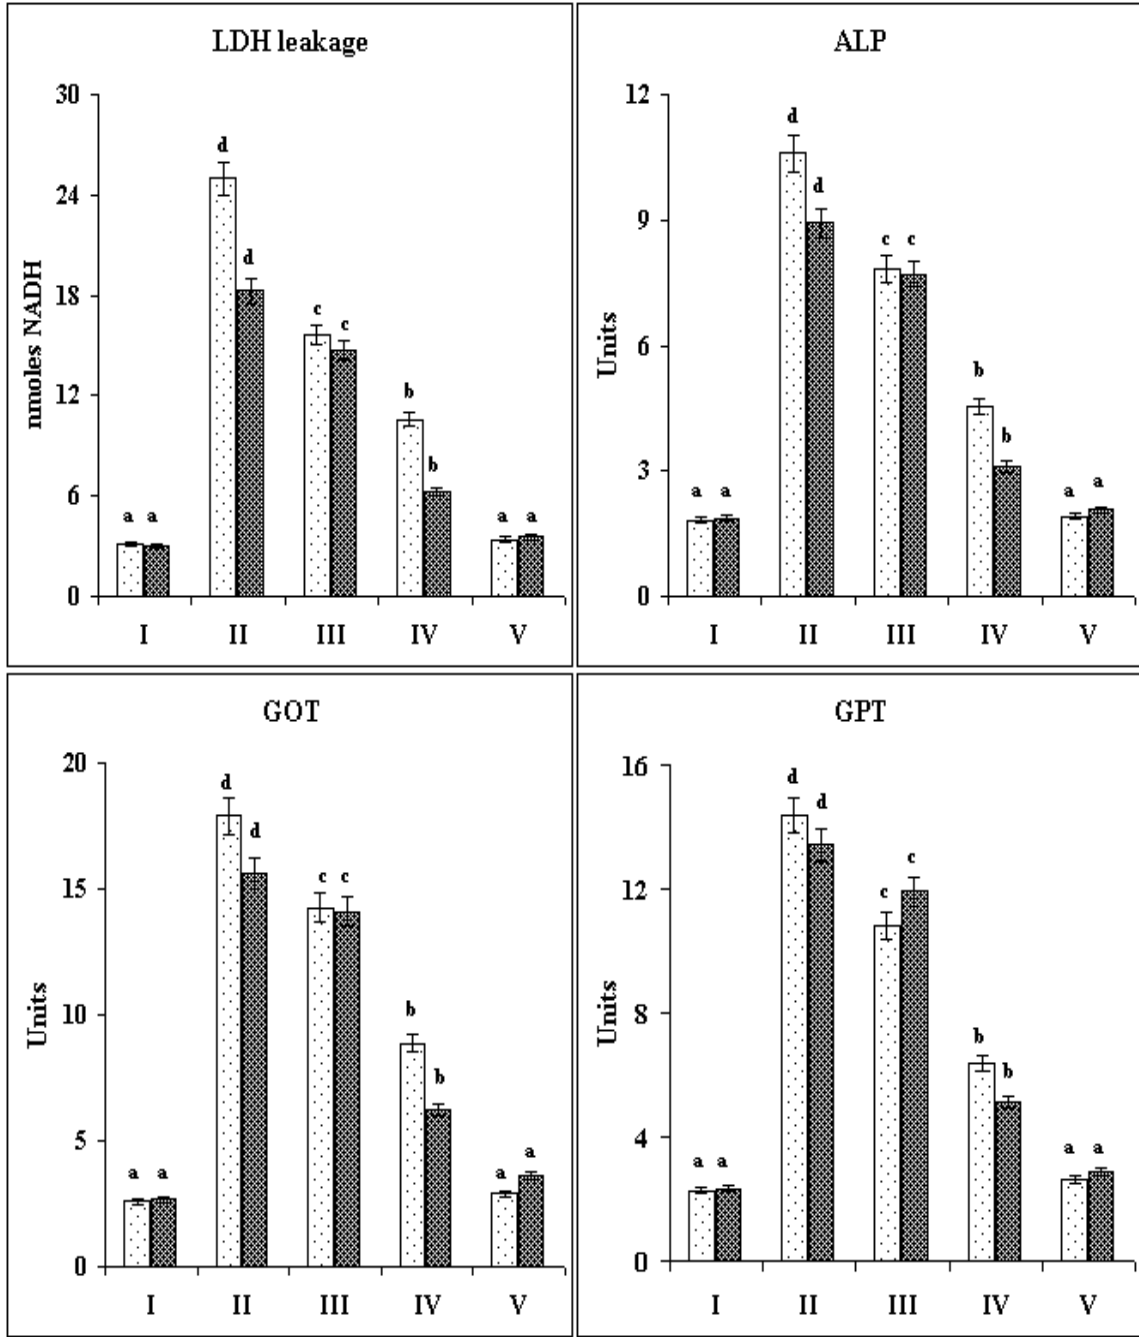 LDH leakage
30
24
18
12
6
0
nmoles NADH
d
d
c c
b
b
a a
a a
I II III IV V
ALP
12
9
6
3
0
Units
d
d
c c
b
b
a a
a a
I II III IV V
GOT
20
15
10
5
0
Units
d
d
c c
b
b
a a
a
a
I II III IV V
GPT
16
12
8
4
0
Units
d
d
c
c
b
b
a a
a a
I II III IV V